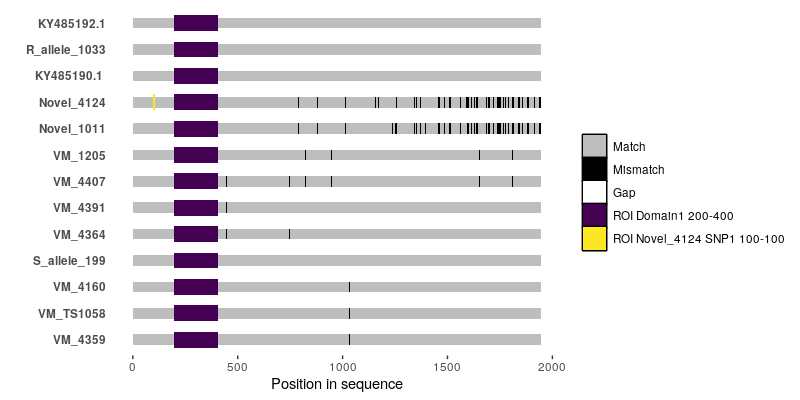 KY485192.1
R_allele_1033
KY485190.1
Novel_4124
Novel_1011
VM_1205
VM_4407
VM_4391
VM_4364
S_allele_199
VM_4160
VM_TS1058
VM_4359
0 500 1000 1500 2000
Position in sequence
Match
Mismatch
Gap
ROI Domain1 200-400
ROI Novel_4124 SNP1 100-100